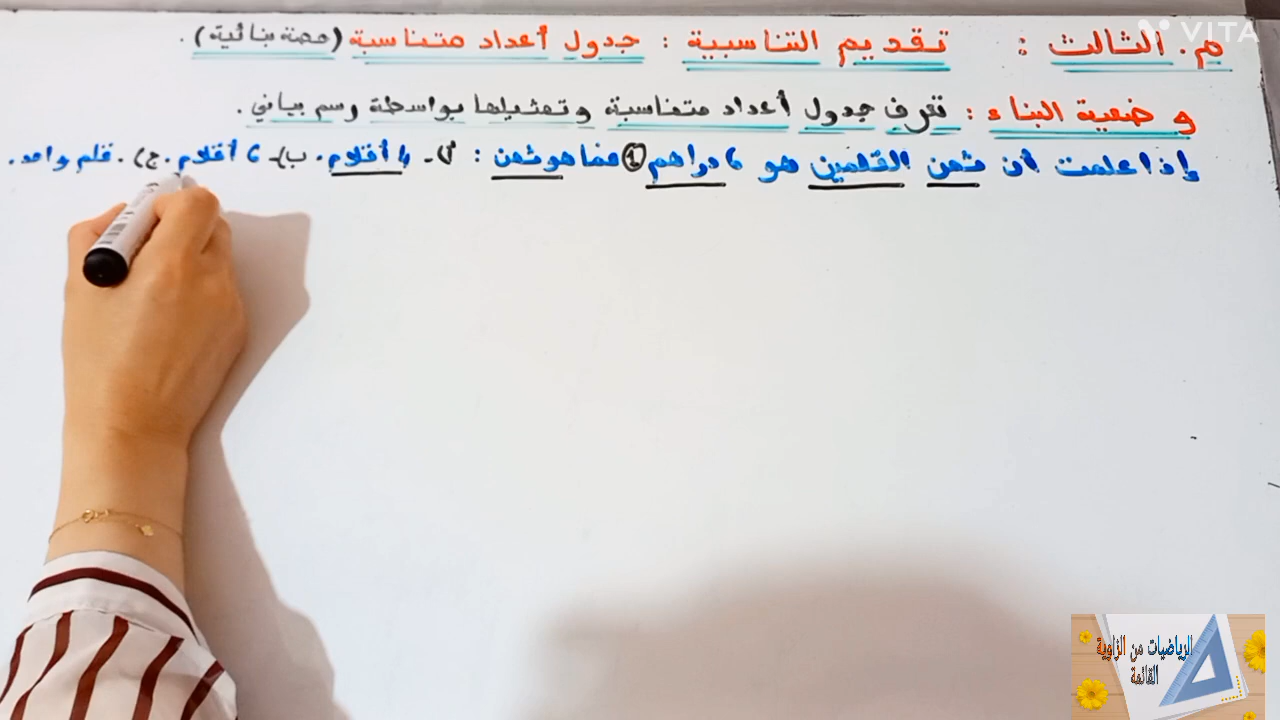 م. الثالث : تقديم التناسبية : جدول أعداد متناسبة (حصة بنائية).
وضعية البناء : تعرف جدول أعداد متناسبة وتمثيلها بواسطة رسم بياني.
إذا علمت أن ثمن القلمين هو 6 دراهم ① فما هو ثمن : أ)- 4 أقلام. ب)- 6 أقلام. ج). قلم واحد.
VITA
الرياضيات من الزاوية
القائمة